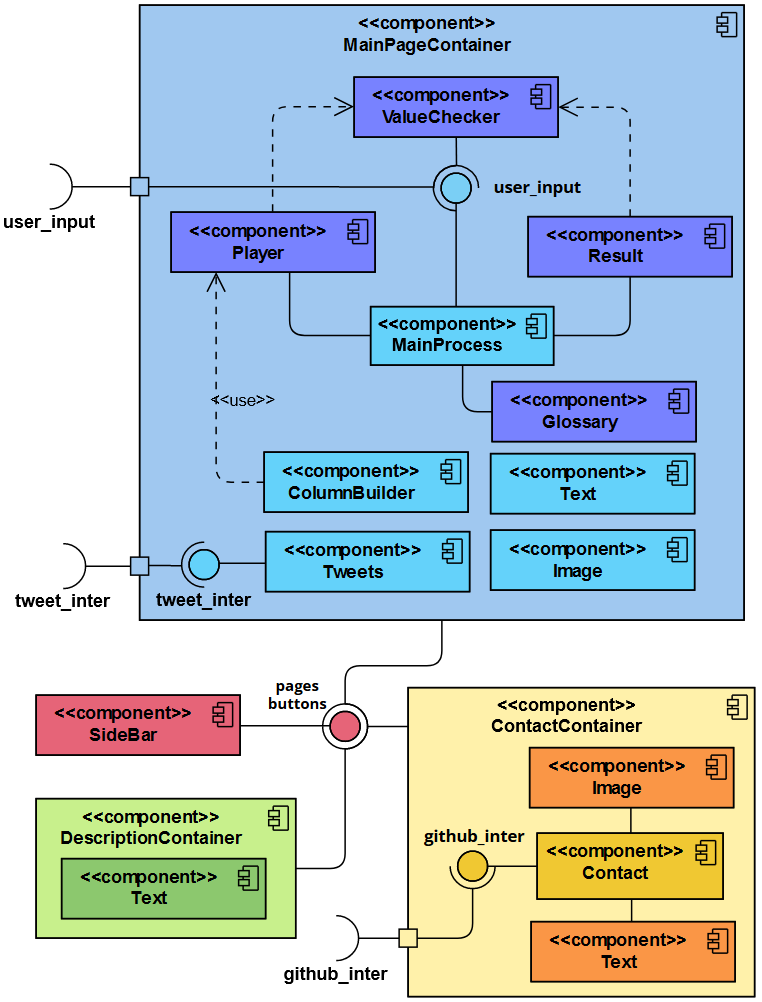 <<component>>
MainPageContainer
<<component>>
ValueChecker
user_input
user_input
<<component>>
Player
<<component>>
Result
<<component>>
MainProcess
<<use>>
<<component>>
Glossary
<<component>>
ColumnBuilder
<<component>>
Text
<<component>>
Tweets
<<component>>
Image
tweet_inter
tweet_inter
pages
buttons
<<component>>
SideBar
<<component>>
ContactContainer
<<component>>
Image
<<component>>
DescriptionContainer
github_inter
<<component>>
Contact
<<component>>
Text
<<component>>
Text
github_inter